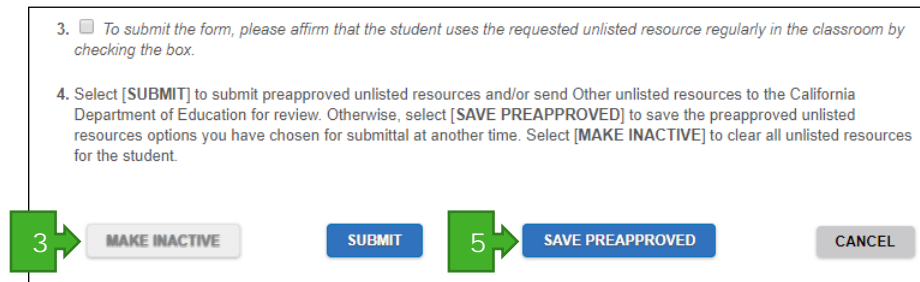 3. To submit the form, please affirm that the student uses the requested unlisted resource regularly in the classroom by
checking the box.
4. Select [SUBMIT] to submit preapproved unlisted resources and/or send Other unlisted resources to the California
Department of Education for review. Otherwise, select [SAVE PREAPPROVED] to save the preapproved unlisted
resources options you have chosen for submittal at another time. Select [MAKE INACTIVE] to clear all unlisted resources
for the student.
3 MAKE INACTIVE SUBMIT 5 SAVE PREAPPROVED CANCEL